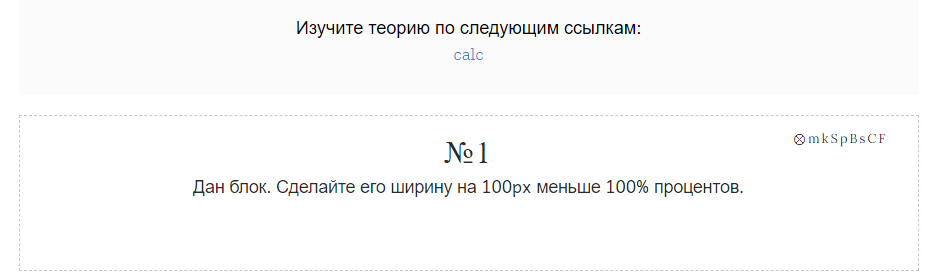 Изучите теорию по следующим ссылкам:
calc
⊗mkSpBsCF
№1
Дан блок. Сделайте его ширину на 100px меньше 100% процентов.